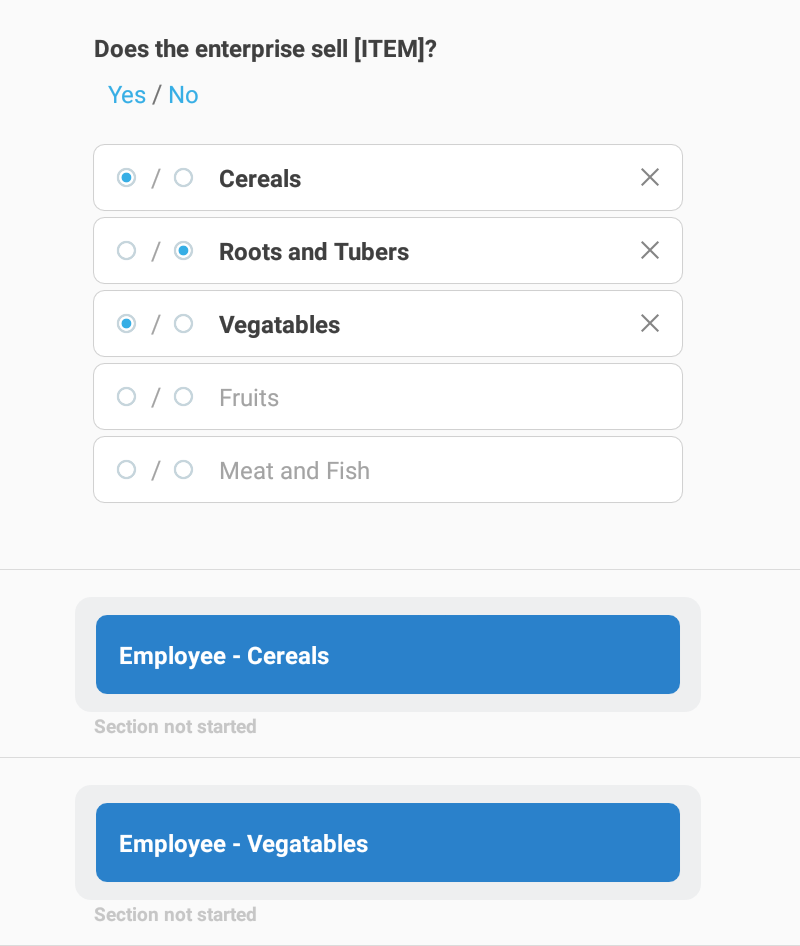 Does the enterprise sell [ITEM]?
Yes / No
/ Cereals
/ Roots and Tubers
/ Vegatables
/ Fruits
/ Meat and Fish
Employee - Cereals
Section not started
Employee - Vegatables
Section not started